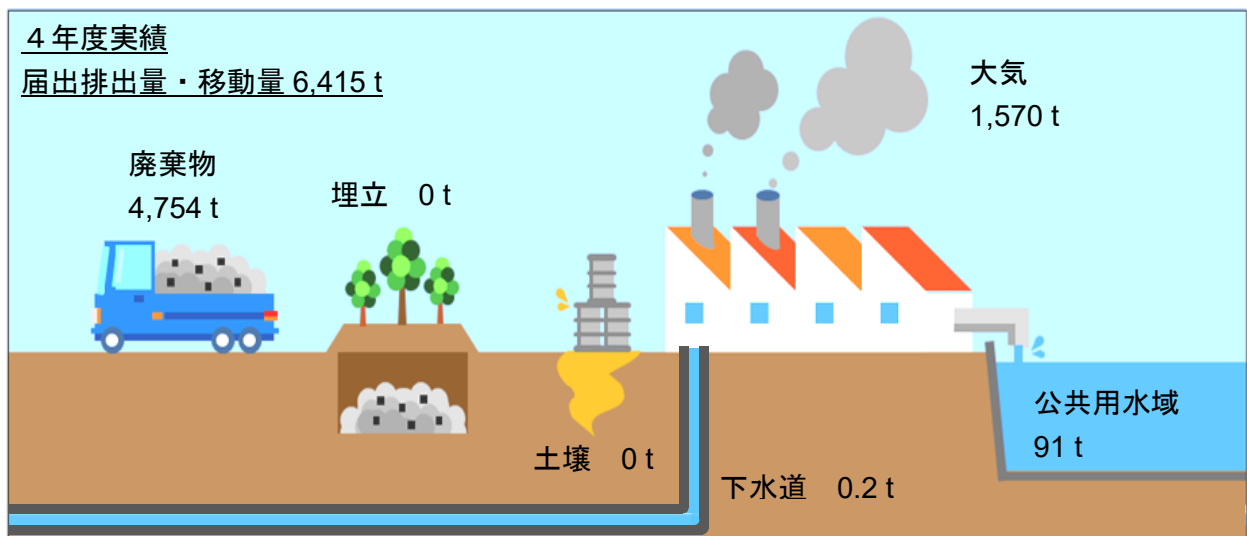 ４年度実績
届出排出量・移動量 6,415 t
大気
1,570 t
廃棄物
4,754 t
埋立　0 t
公共用水域
91 t
土壌　0 t
下水道　0.2 t